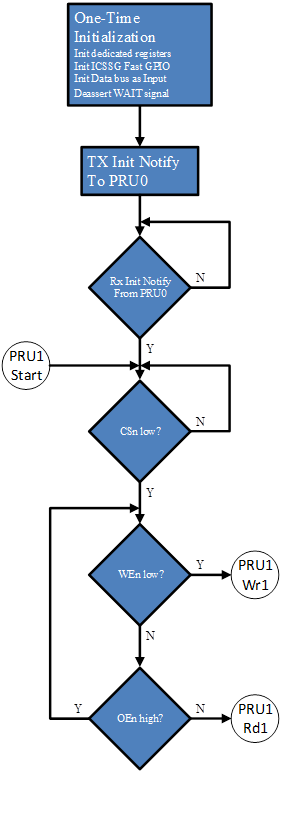 One-Time
Initialization
Init dedicated registers
Init ICSSG Fast GPIO
Init Data bus as Input
Deassert WAIT signal
TX Init Notify
To PRU0
Rx Init Notify
From PRU0
N
Y
PRU1
Start
CSn low?
N
Y
WEn low?
Y
PRU1
Wr1
N
Y
OEn high?
N
PRU1
Rd1